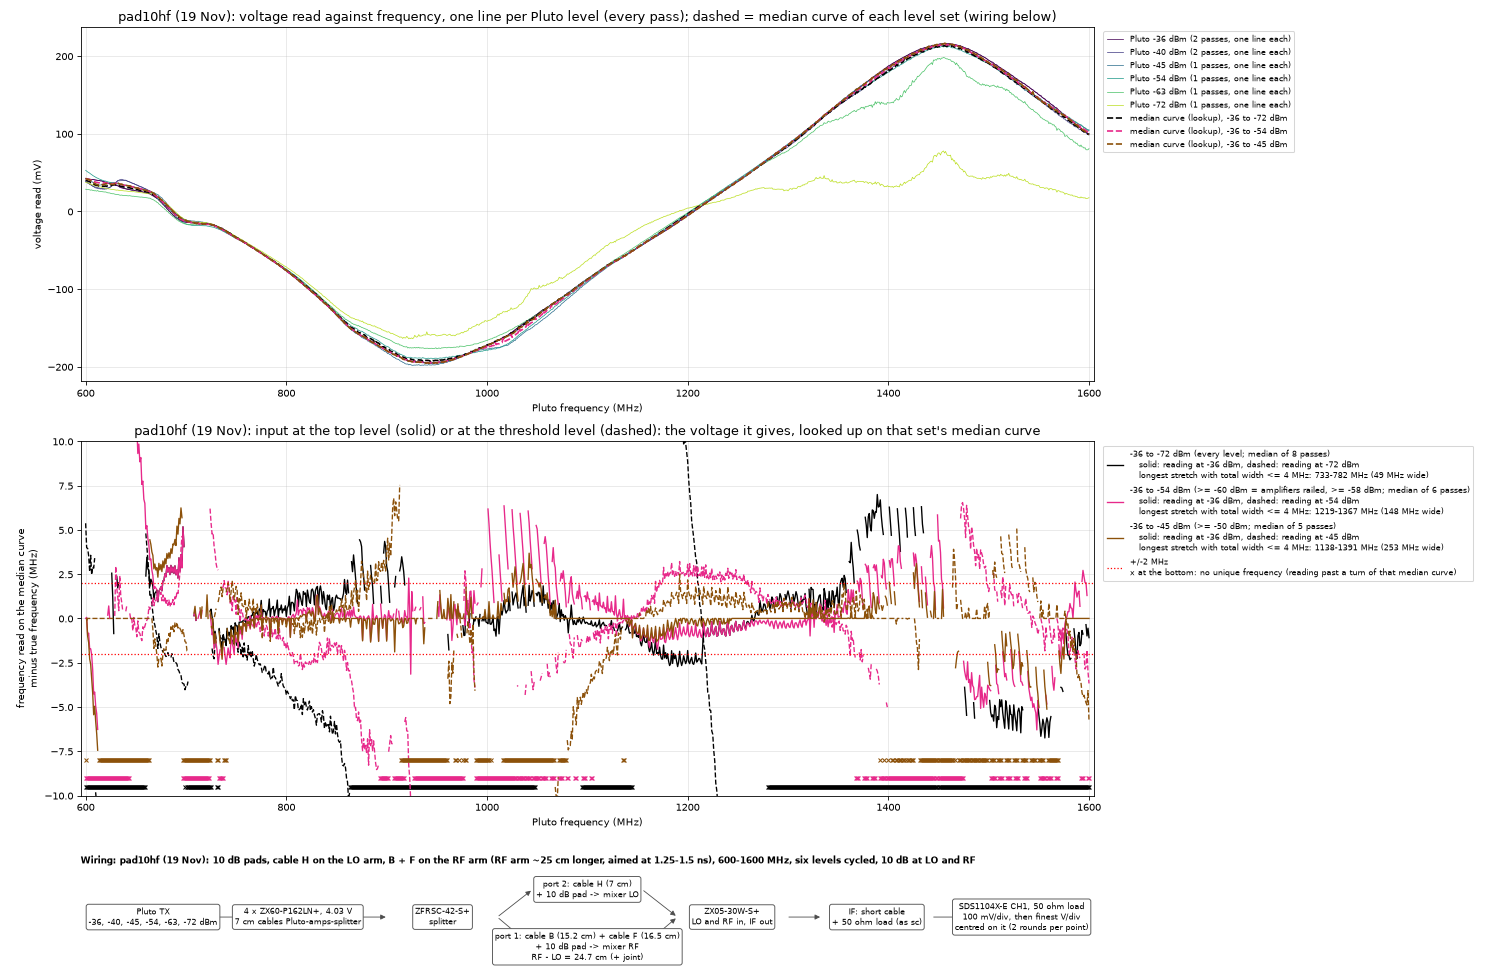 pad10hf (19 Nov): voltage read against frequency, one line per Pluto level (every pass); dashed = median curve of each level set (wiring below)
voltage read (mV)
200
100
0
−100
−200
600
800
1000
1200
1400
1600
Pluto frequency (MHz)
Pluto -36 dBm (2 passes, one line each)
Pluto -40 dBm (2 passes, one line each)
Pluto -45 dBm (1 passes, one line each)
Pluto -54 dBm (1 passes, one line each)
Pluto -63 dBm (1 passes, one line each)
Pluto -72 dBm (1 passes, one line each)
median curve (lookup), -36 to -72 dBm
median curve (lookup), -36 to -54 dBm
median curve (lookup), -36 to -45 dBm
pad10hf (19 Nov): input at the top level (solid) or at the threshold level (dashed): the voltage it gives, looked up on that set's median curve
frequency read on the median curve
minus true frequency (MHz)
10.0
7.5
5.0
2.5
0.0
−2.5
−5.0
−7.5
−10.0
600
800
1000
1200
1400
1600
Pluto frequency (MHz)
-36 to -72 dBm (every level; median of 8 passes)
solid: reading at -36 dBm, dashed: reading at -72 dBm
longest stretch with total width <= 4 MHz: 733-782 MHz (49 MHz wide)
-36 to -54 dBm (>= -60 dBm = amplifiers railed, >= -58 dBm; median of 6 passes)
solid: reading at -36 dBm, dashed: reading at -54 dBm
longest stretch with total width <= 4 MHz: 1219-1367 MHz (148 MHz wide)
-36 to -45 dBm (>= -50 dBm; median of 5 passes)
solid: reading at -36 dBm, dashed: reading at -45 dBm
longest stretch with total width <= 4 MHz: 1138-1391 MHz (253 MHz wide)
+/-2 MHz
x at the bottom: no unique frequency (reading past a turn of that median curve)
Wiring: pad10hf (19 Nov): 10 dB pads, cable H on the LO arm, B + F on the RF arm (RF arm ~25 cm longer, aimed at 1.25-1.5 ns), 600-1600 MHz, six levels cycled, 10 dB at LO and RF
Pluto TX
-36, -40, -45, -54, -63, -72 dBm
4 x ZX60-P162LN+, 4.03 V
7 cm cables Pluto-amps-splitter
ZFRSC-42-S+
splitter
port 2: cable H (7 cm)
+ 10 dB pad -> mixer LO
port 1: cable B (15.2 cm) + cable F (16.5 cm)
+ 10 dB pad -> mixer RF
RF - LO = 24.7 cm (+ joint)
ZX05-30W-S+
LO and RF in, IF out
IF: short cable
+ 50 ohm load (as sc)
SDS1104X-E CH1, 50 ohm load
100 mV/div, then finest V/div
centred on it (2 rounds per point)